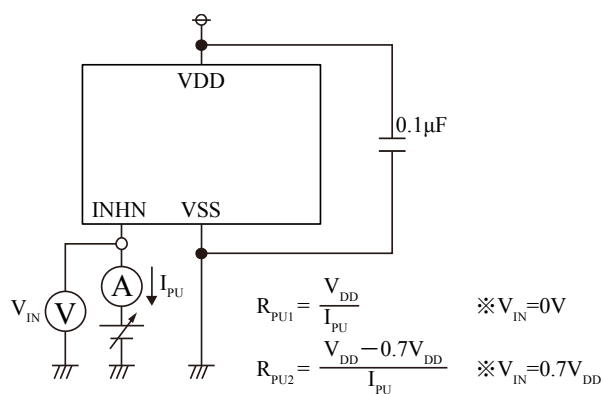 VDD
0.1μF
INHN VSS
A I_PU
V_IN V
R_PU1 = V_DD / I_PU ※V_IN=0V
R_PU2 = V_DD－0.7V_DD / I_PU ※V_IN=0.7V_DD